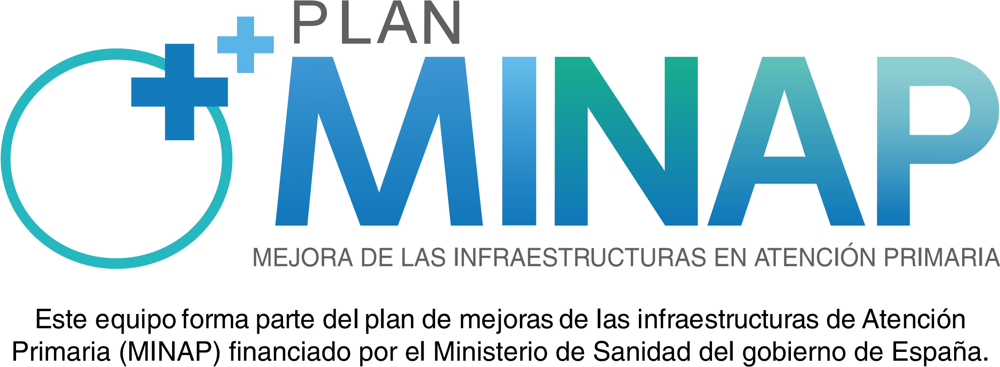 PLAN
MINAP
MEJORA DE LAS INFRAESTRUCTURAS EN ATENCIÓN PRIMARIA
Este equipo forma parte del plan de mejoras de las infraestructuras de Atención
Primaria (MINAP) financiado por el Ministerio de Sanidad del gobierno de España.